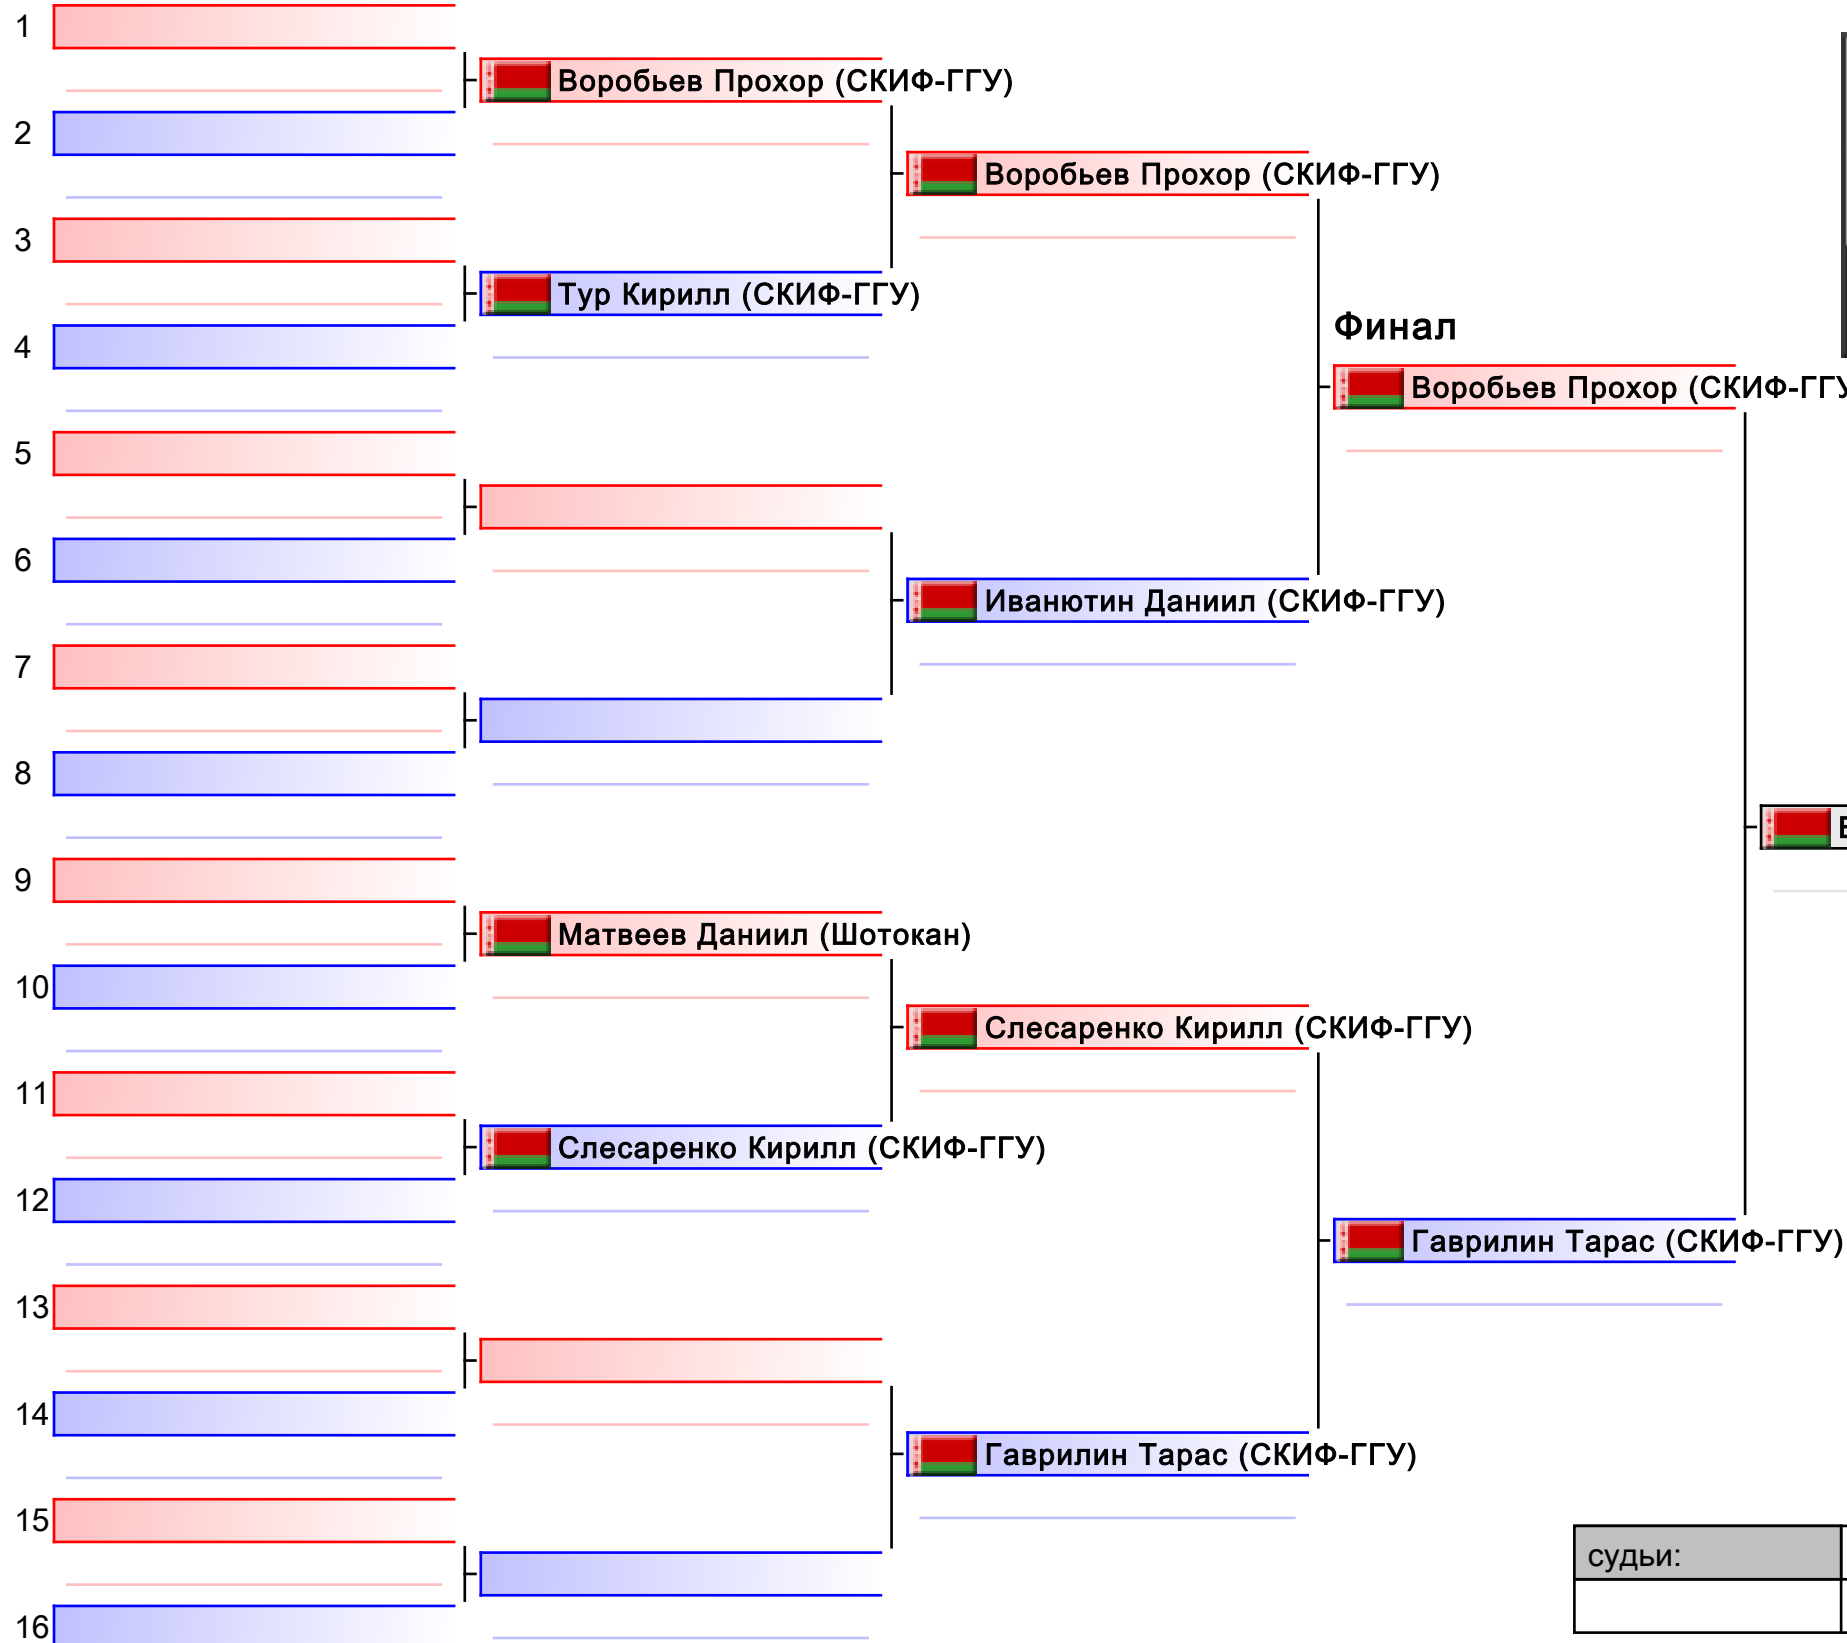 1
Воробьев Прохор (СКИФ-ГГУ)
2
Воробьев Прохор (СКИФ-ГГУ)
3
Тур Кирилл (СКИФ-ГГУ)
Финал
4
Воробьев Прохор (СКИФ-ГГУ
5
6
Иванютин Даниил (СКИФ-ГГУ)
7
8
9
Матвеев Даниил (Шотокан)
10
Слесаренко Кирилл (СКИФ-ГГУ)
11
Слесаренко Кирилл (СКИФ-ГГУ)
12
Гаврилин Тарас (СКИФ-ГГУ)
13
14
Гаврилин Тарас (СКИФ-ГГУ)
15
судьи:
16